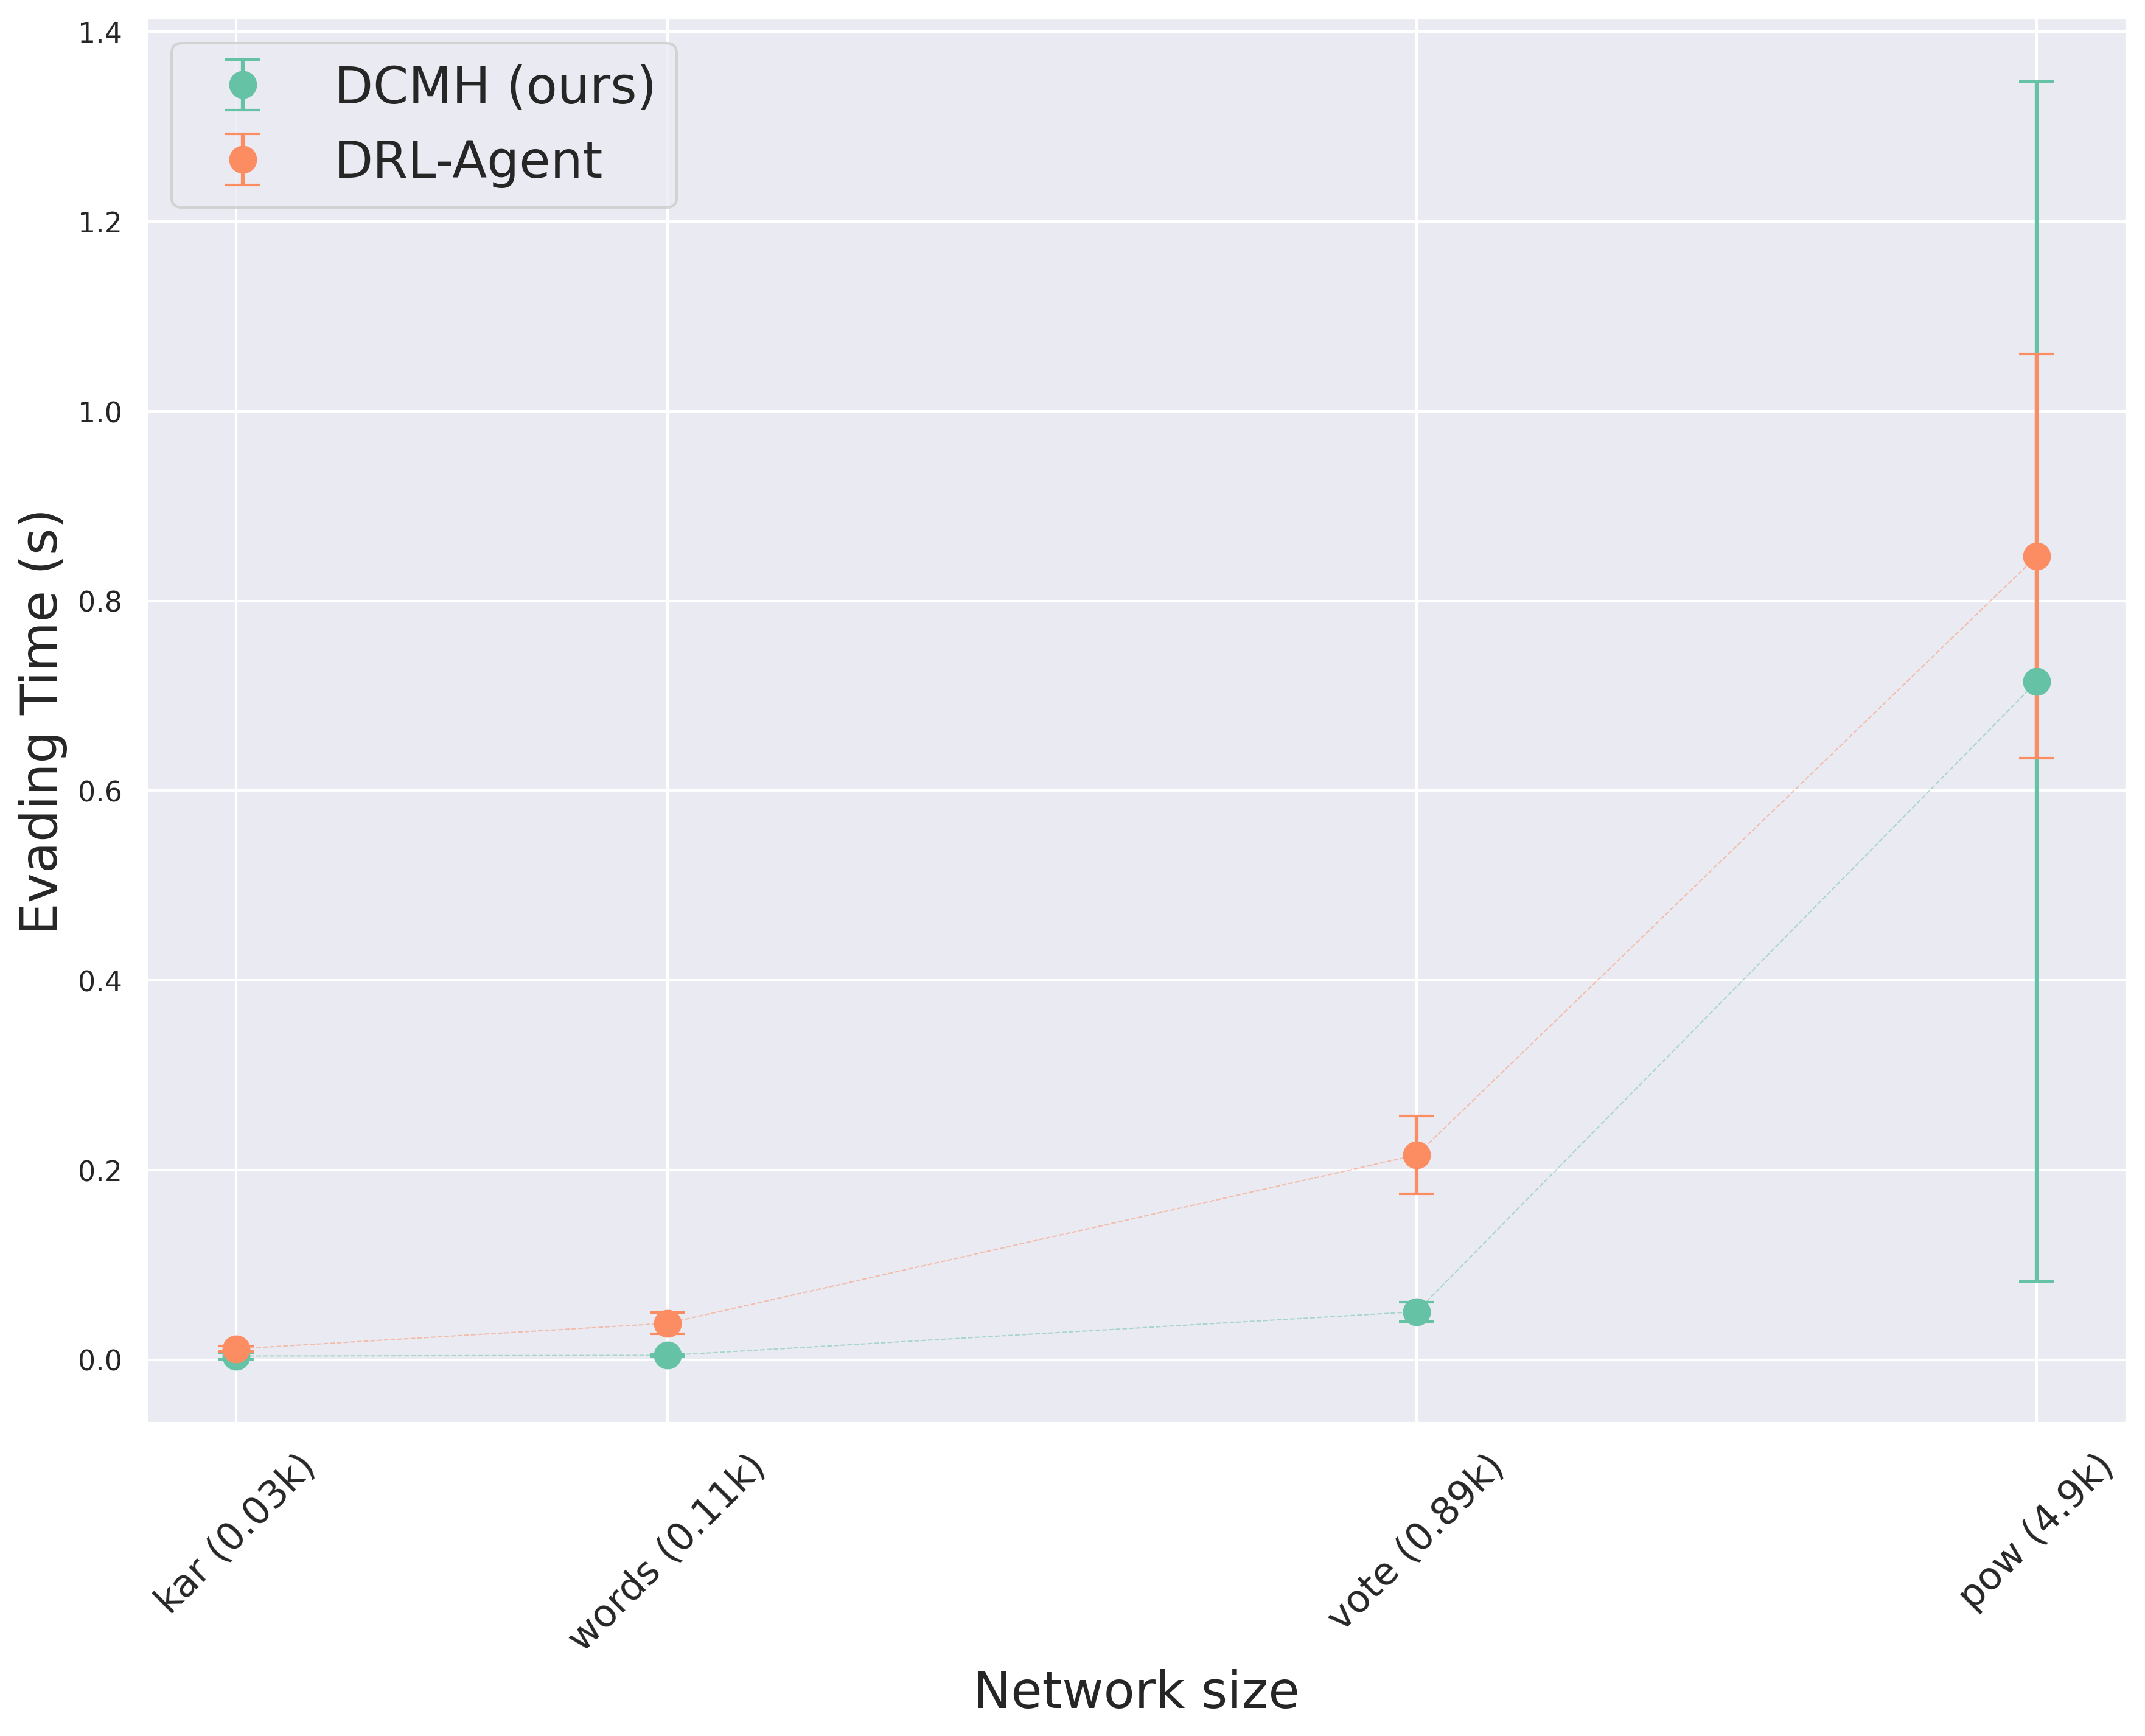 1.4
1.2
1.0
0.8
0.6
0.4
0.2
0.0
Evading Time (s)
DCMH (ours)
DRL-Agent
kar (0.03k)
words (0.11k)
vote (0.89k)
pow (4.9k)
Network size